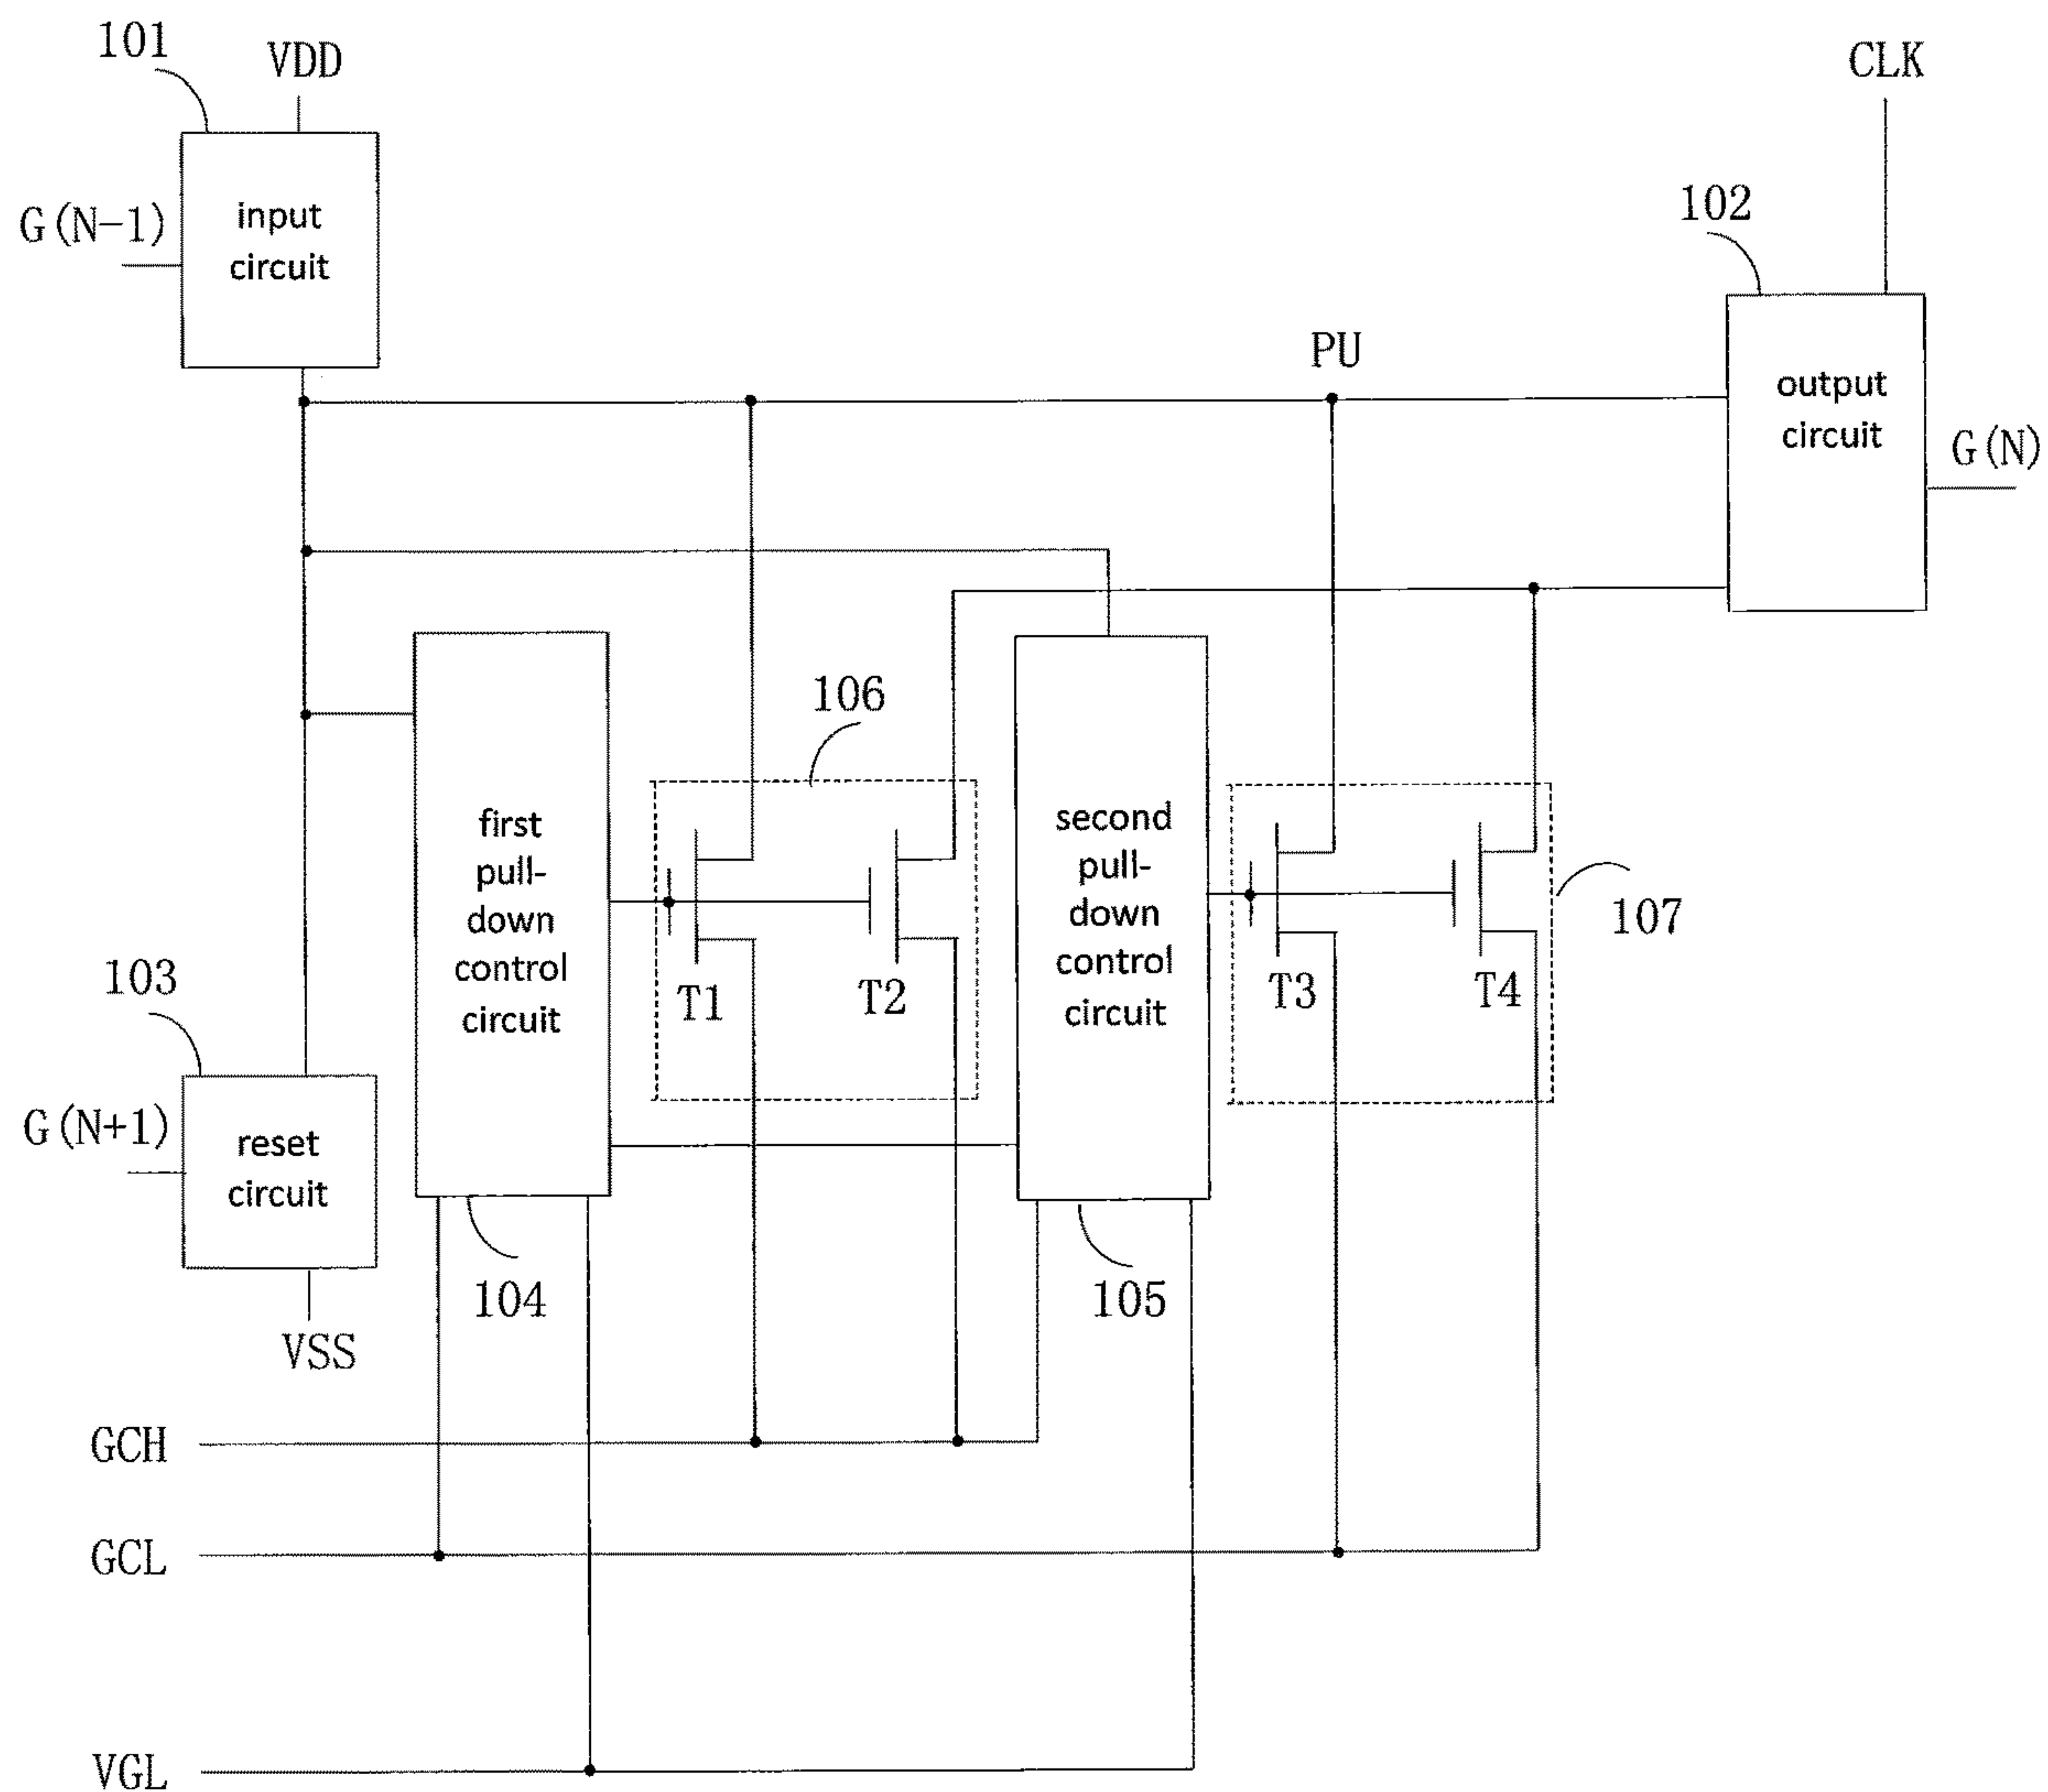 101
VDD
CLK
G(N-1)
input
circuit
102
PU
output
circuit
G(N)
106
first
pull-
down
control
circuit
second
pull-
down
control
circuit
107
T1
T2
T3
T4
103
G(N+1)
reset
circuit
104
105
VSS
GCH
GCL
VGL